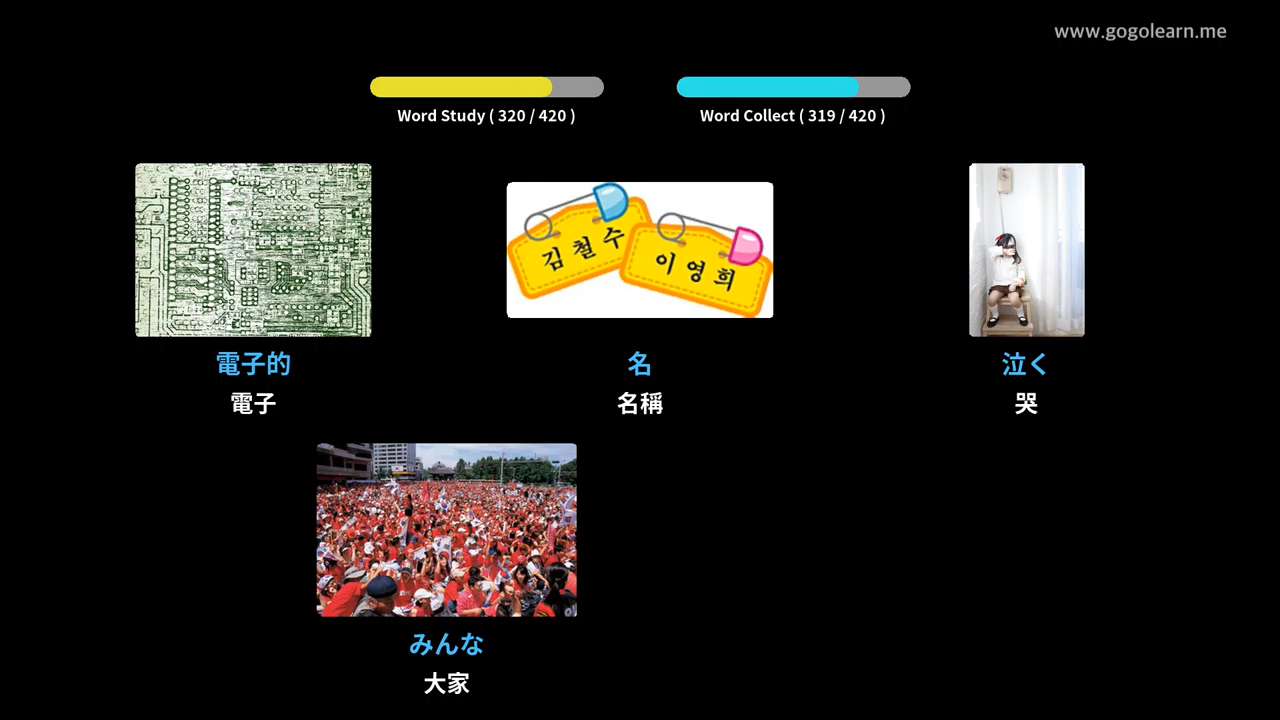 www.gogolearn.me
Word Study ( 320 / 420 )
Word Collect ( 319 / 420 )
김철수
이영희
電子的
電子
名
名稱
泣く
哭
みんな
大家